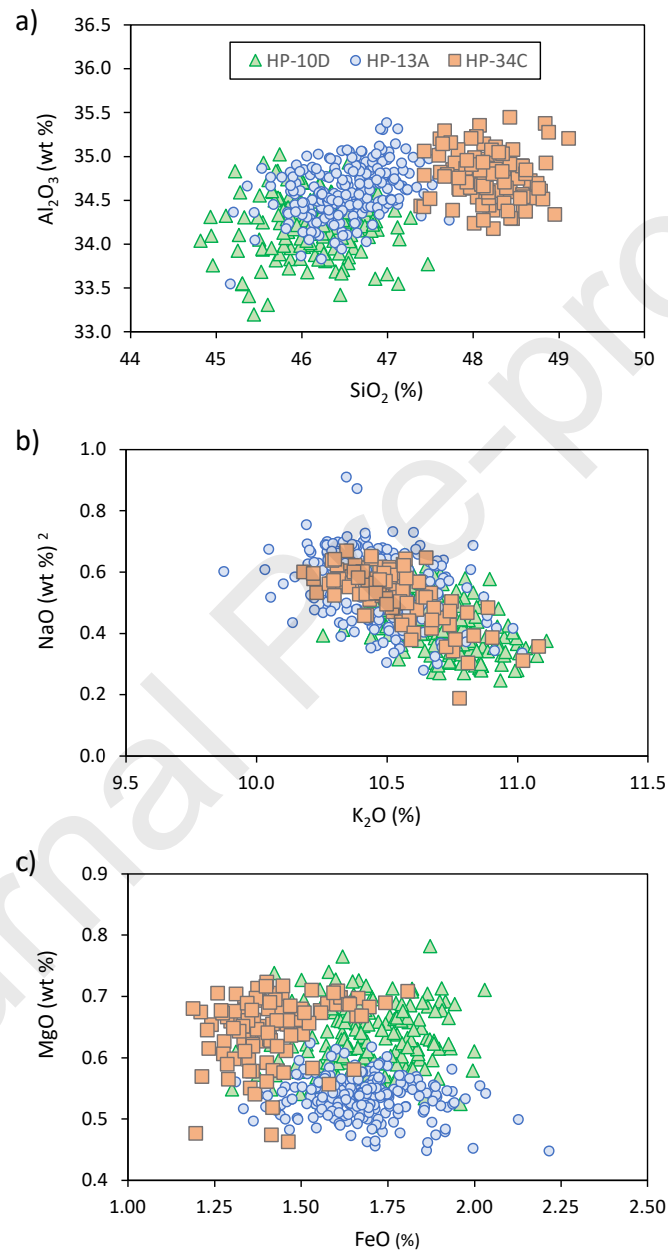 a)
36.5
36.0
35.5
35.0
34.5
34.0
33.5
33.0
Al₂O₃ (wt %)
HP-10D HP-13A HP-34C
44 45 46 47 48 49 50
SiO₂ (%)
b)
1.0
0.8
0.6
0.4
0.2
0.0
NaO (wt %) ²
9.5 10.0 10.5 11.0 11.5
K₂O (%)
c)
0.9
0.8
0.7
0.6
0.5
0.4
MgO (wt %)
1.00 1.25 1.50 1.75 2.00 2.25 2.50
FeO (%)
rnal Pre-pro